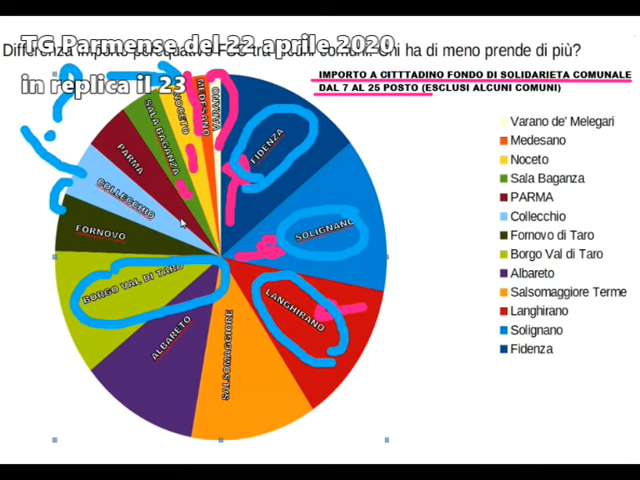 TG Parmense del 22 aprile 2020
in replica il 23
Differenza importo perequativo FSC tra alcuni comuni. Chi ha di meno prende di più?
IMPORTO A CITTTADINO FONDO DI SOLIDARIETA COMUNALE
DAL 7 AL 25 POSTO (ESCLUSI ALCUNI COMUNI)
VARANO
MEDESANO
NOCETO
SALA BAGANZA
PARMA
COLLECCHIO
FORNOVO
BORGO VAL DI TARO
ALBARETO
SALSOMAGGIORE
LANGHIRANO
SOLIGNANO
FIDENZA
Varano de' Melegari
Medesano
Noceto
Sala Baganza
PARMA
Collecchio
Fornovo di Taro
Borgo Val di Taro
Albareto
Salsomaggiore Terme
Langhirano
Solignano
Fidenza